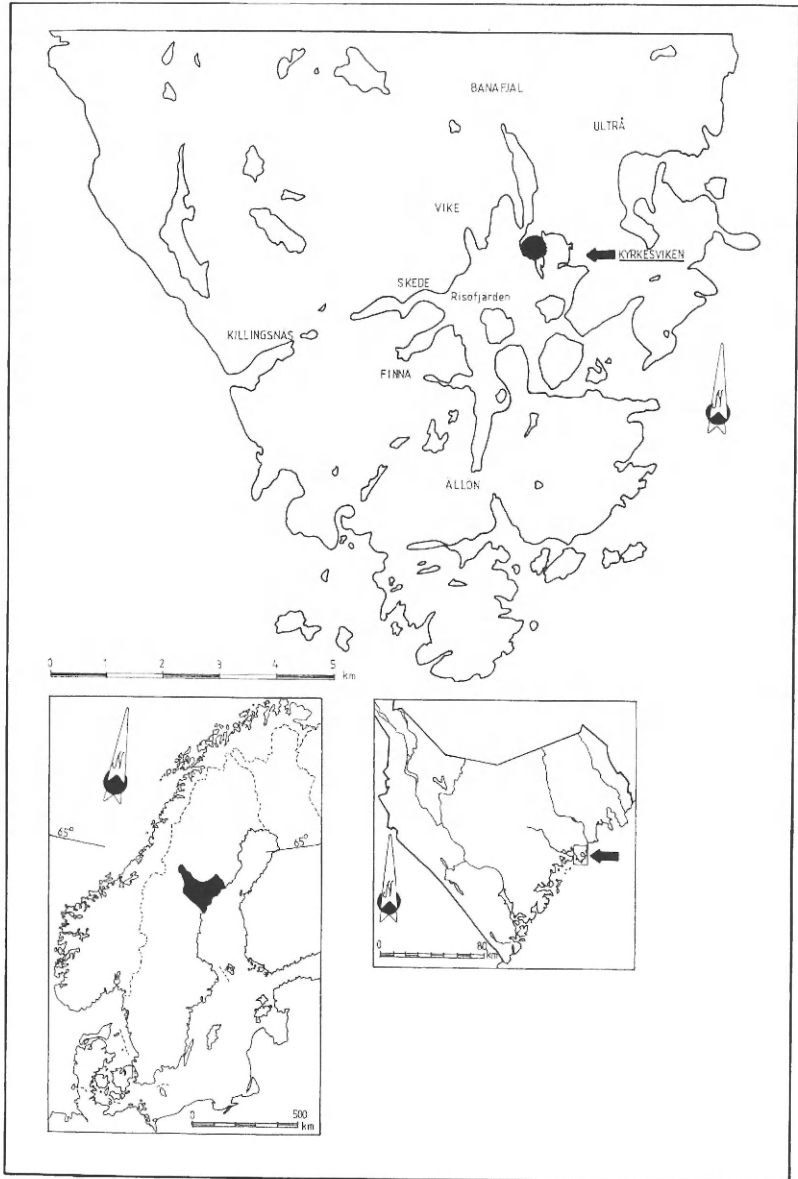 BANAFJAL
ULTRÅ
VIKE
KYRKESVIKEN
SKEDE
Risöfjärden
KILLINGSNÄS
FINNA
N
ÄLLÖN
0 1 2 3 4 5
km
N
65°
65°
0 500
km
N
0 80
km